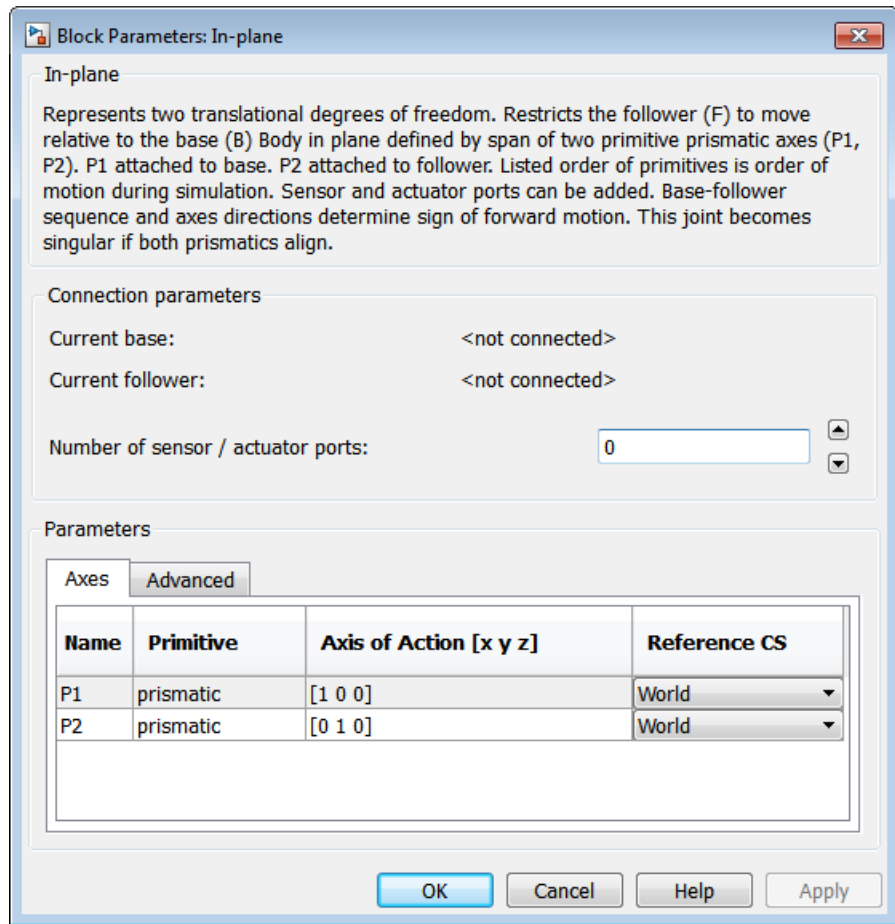 Block Parameters: In-plane
In-plane
Represents two translational degrees of freedom. Restricts the follower (F) to move
relative to the base (B) Body in plane defined by span of two primitive prismatic axes (P1,
P2). P1 attached to base. P2 attached to follower. Listed order of primitives is order of
motion during simulation. Sensor and actuator ports can be added. Base-follower
sequence and axes directions determine sign of forward motion. This joint becomes
singular if both prismatics align.
Connection parameters
Current base: <not connected>
Current follower: <not connected>
Number of sensor / actuator ports: 0
Parameters
Axes Advanced
Name Primitive Axis of Action [x y z] Reference CS
P1 prismatic [1 0 0] World
P2 prismatic [0 1 0] World
OK Cancel Help Apply